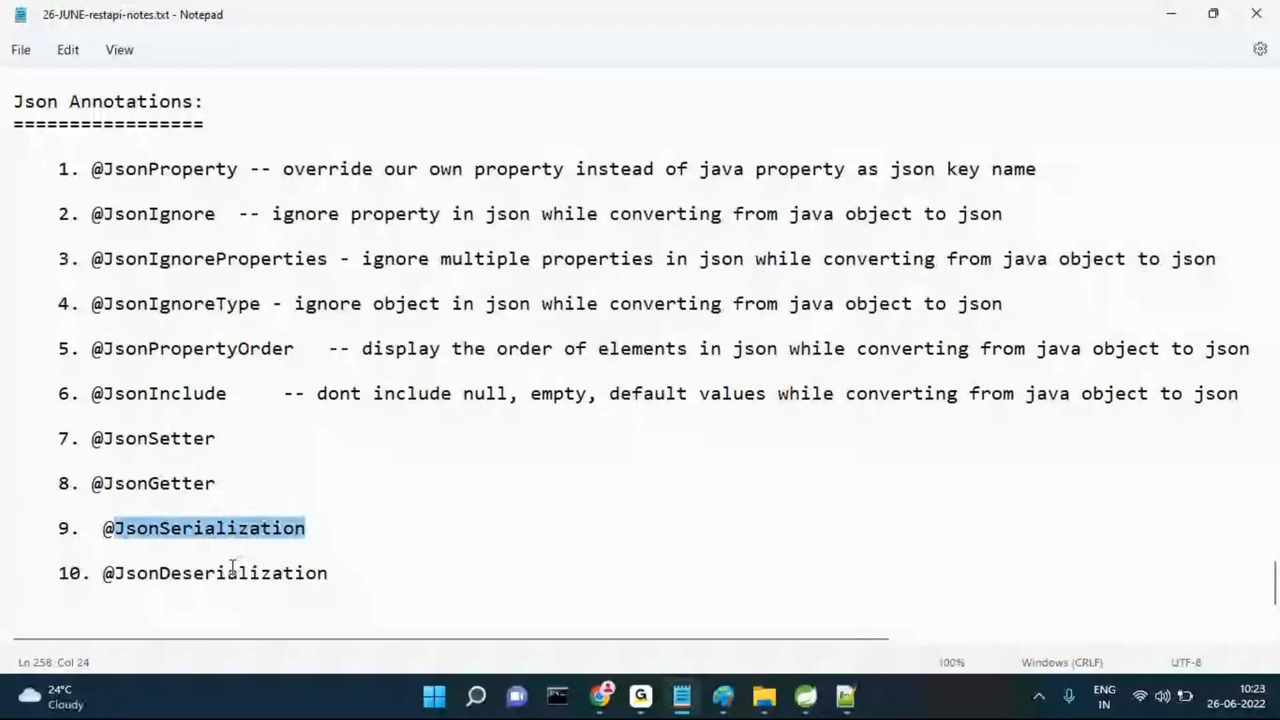 26-JUNE-restapi-notes.txt - Notepad
File Edit View
Json Annotations:
=================
1. @JsonProperty -- override our own property instead of java property as json key name
2. @JsonIgnore -- ignore property in json while converting from java object to json
3. @JsonIgnoreProperties - ignore multiple properties in json while converting from java object to json
4. @JsonIgnoreType - ignore object in json while converting from java object to json
5. @JsonPropertyOrder -- display the order of elements in json while converting from java object to json
6. @JsonInclude -- dont include null, empty, default values while converting from java object to json
7. @JsonSetter
8. @JsonGetter
9. @JsonSerialization
10. @JsonDeserialization
Ln 258, Col 24 100% Windows (CRLF) UTF-8
24°C ENG 10:23
Cloudy IN 26-06-2022